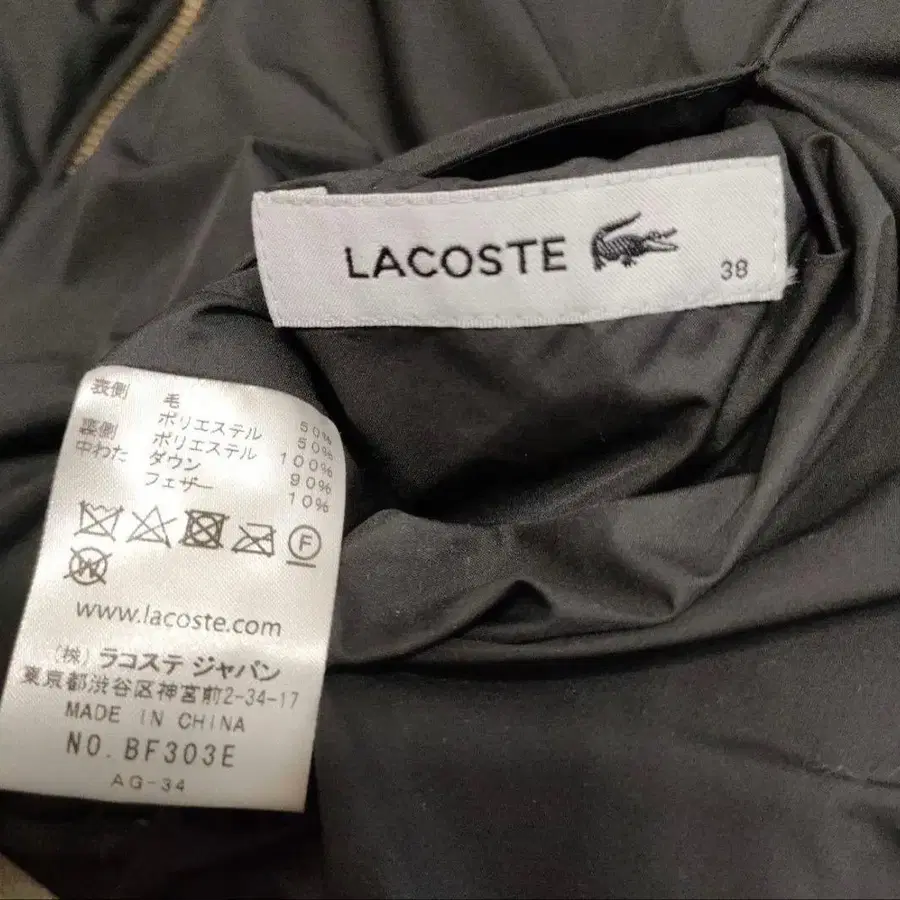 LACOSTE
38
表側 毛 50%
ポリエステル 50%
裏側 ポリエステル 100%
中わた ダウン 90%
フェザー 10%
F
W
www.lacoste.com
(株) ラコステ ジャパン
東京都渋谷区神宮前2-34-17
MADE IN CHINA
NO. BF303E
AG-34